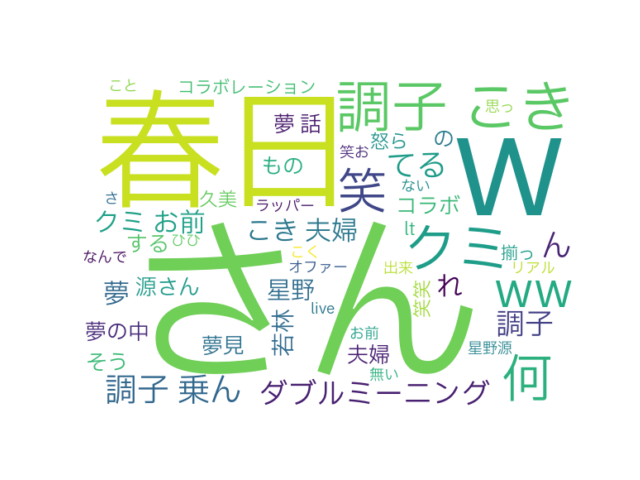 こと
コラボレーション
春日
調子 こき
思っ
夢 話
怒ら
の
w
笑お
てる
もの
笑
ない
さ
久美
ラッパー
コラボ
クミ お前
こき 夫婦
lt
クミ
する
ひひ
さん
揃っ
ん
なんで
こく
オファー
出来
リアル
夢
源さん
星野
live
笑笑
れ
ww
夢の中
若林
お前
調子
そう
夢見
夫婦
星野源
無い
何
調子 乗ん
ダブルミーニング